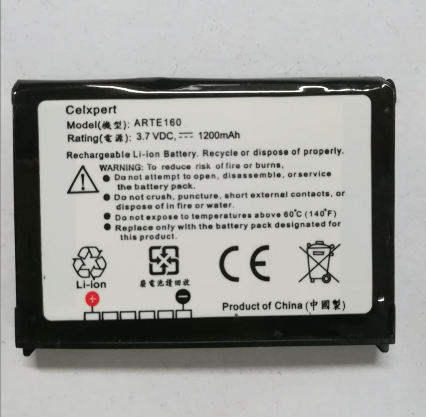 Celxpert
Model(機型): ARTE160
Rating(電源): 3.7 VDC, 1200mAh
Rechargeable Li-ion Battery. Recycle or dispose of properly.
WARNING: To reduce risk of fire or burns,
● Do not attempt to open, disassemble, or service
the battery pack.
● Do not crush, puncture, short external contacts, or
dispose of in fire or water.
● Do not expose to temperatures above 60℃ (140℉)
● Replace only with the battery pack designated for
this product.
Li-ion
廢電池請回收
CE
+
−
Product of China (中國製)